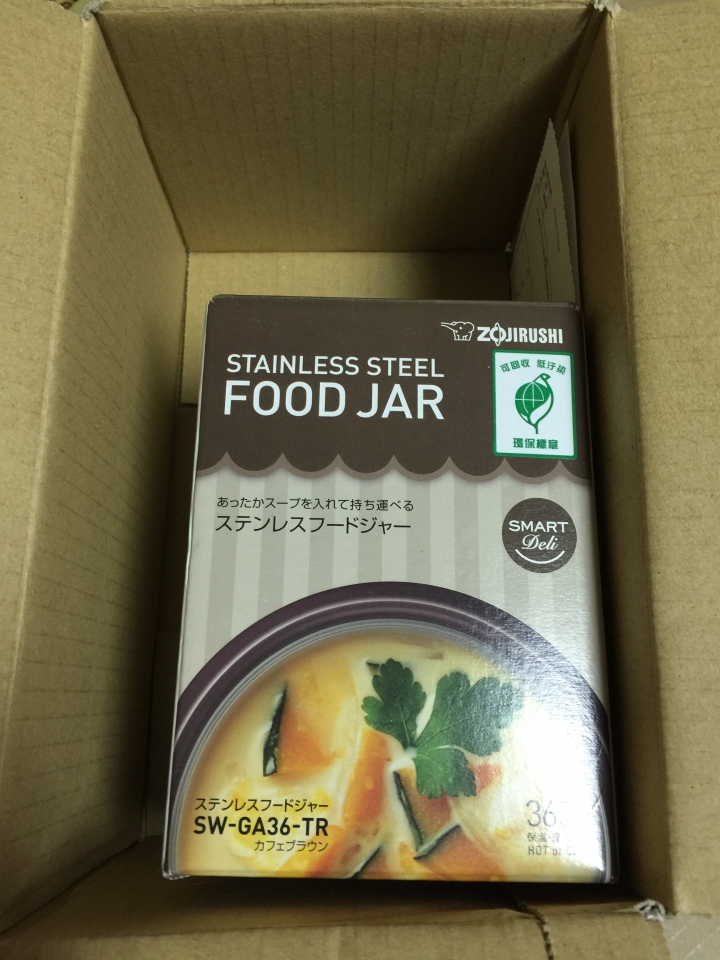 ZOJIRUSHI
STAINLESS STEEL
FOOD JAR
可回收 低汙染
環保標章
あったかスープを入れて持ち運べる
ステンレスフードジャー
SMART
Deli
ステンレスフードジャー
SW-GA36-TR
カフェブラウン
HOT